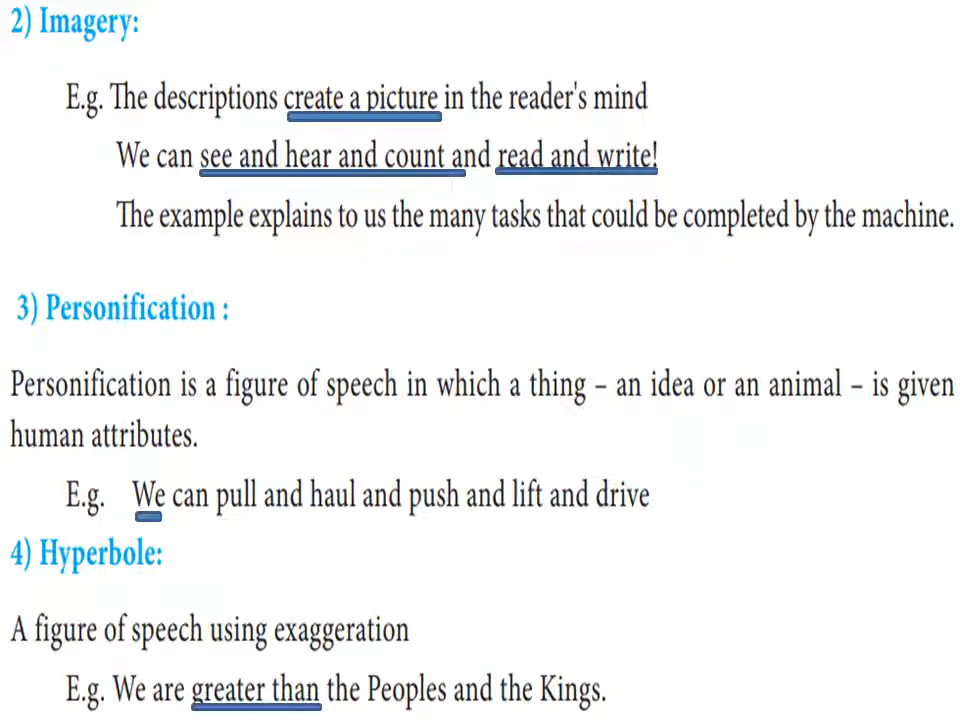 2) Imagery:
E.g. The descriptions create a picture in the reader's mind
We can see and hear and count and read and write!
The example explains to us the many tasks that could be completed by the machine.
3) Personification :
Personification is a figure of speech in which a thing – an idea or an animal – is given
human attributes.
E.g. We can pull and haul and push and lift and drive
4) Hyperbole:
A figure of speech using exaggeration
E.g. We are greater than the Peoples and the Kings.